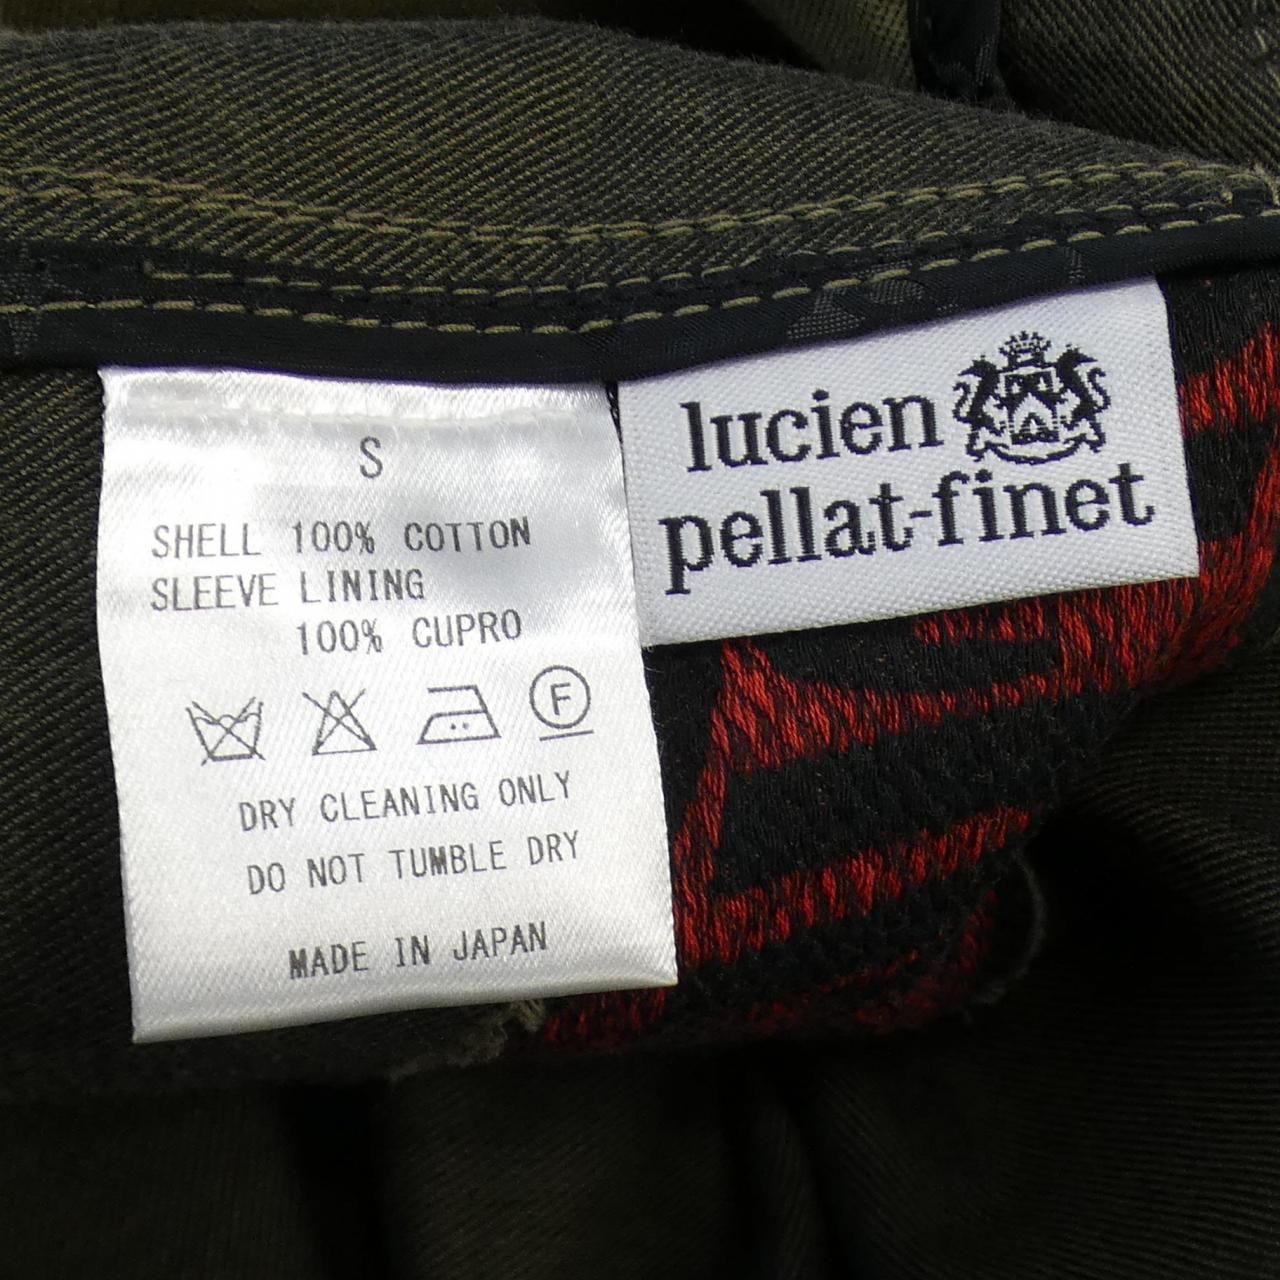 S
SHELL 100% COTTON
SLEEVE LINING
100% CUPRO
F
DRY CLEANING ONLY
DO NOT TUMBLE DRY
MADE IN JAPAN
lucien
pellat-finet